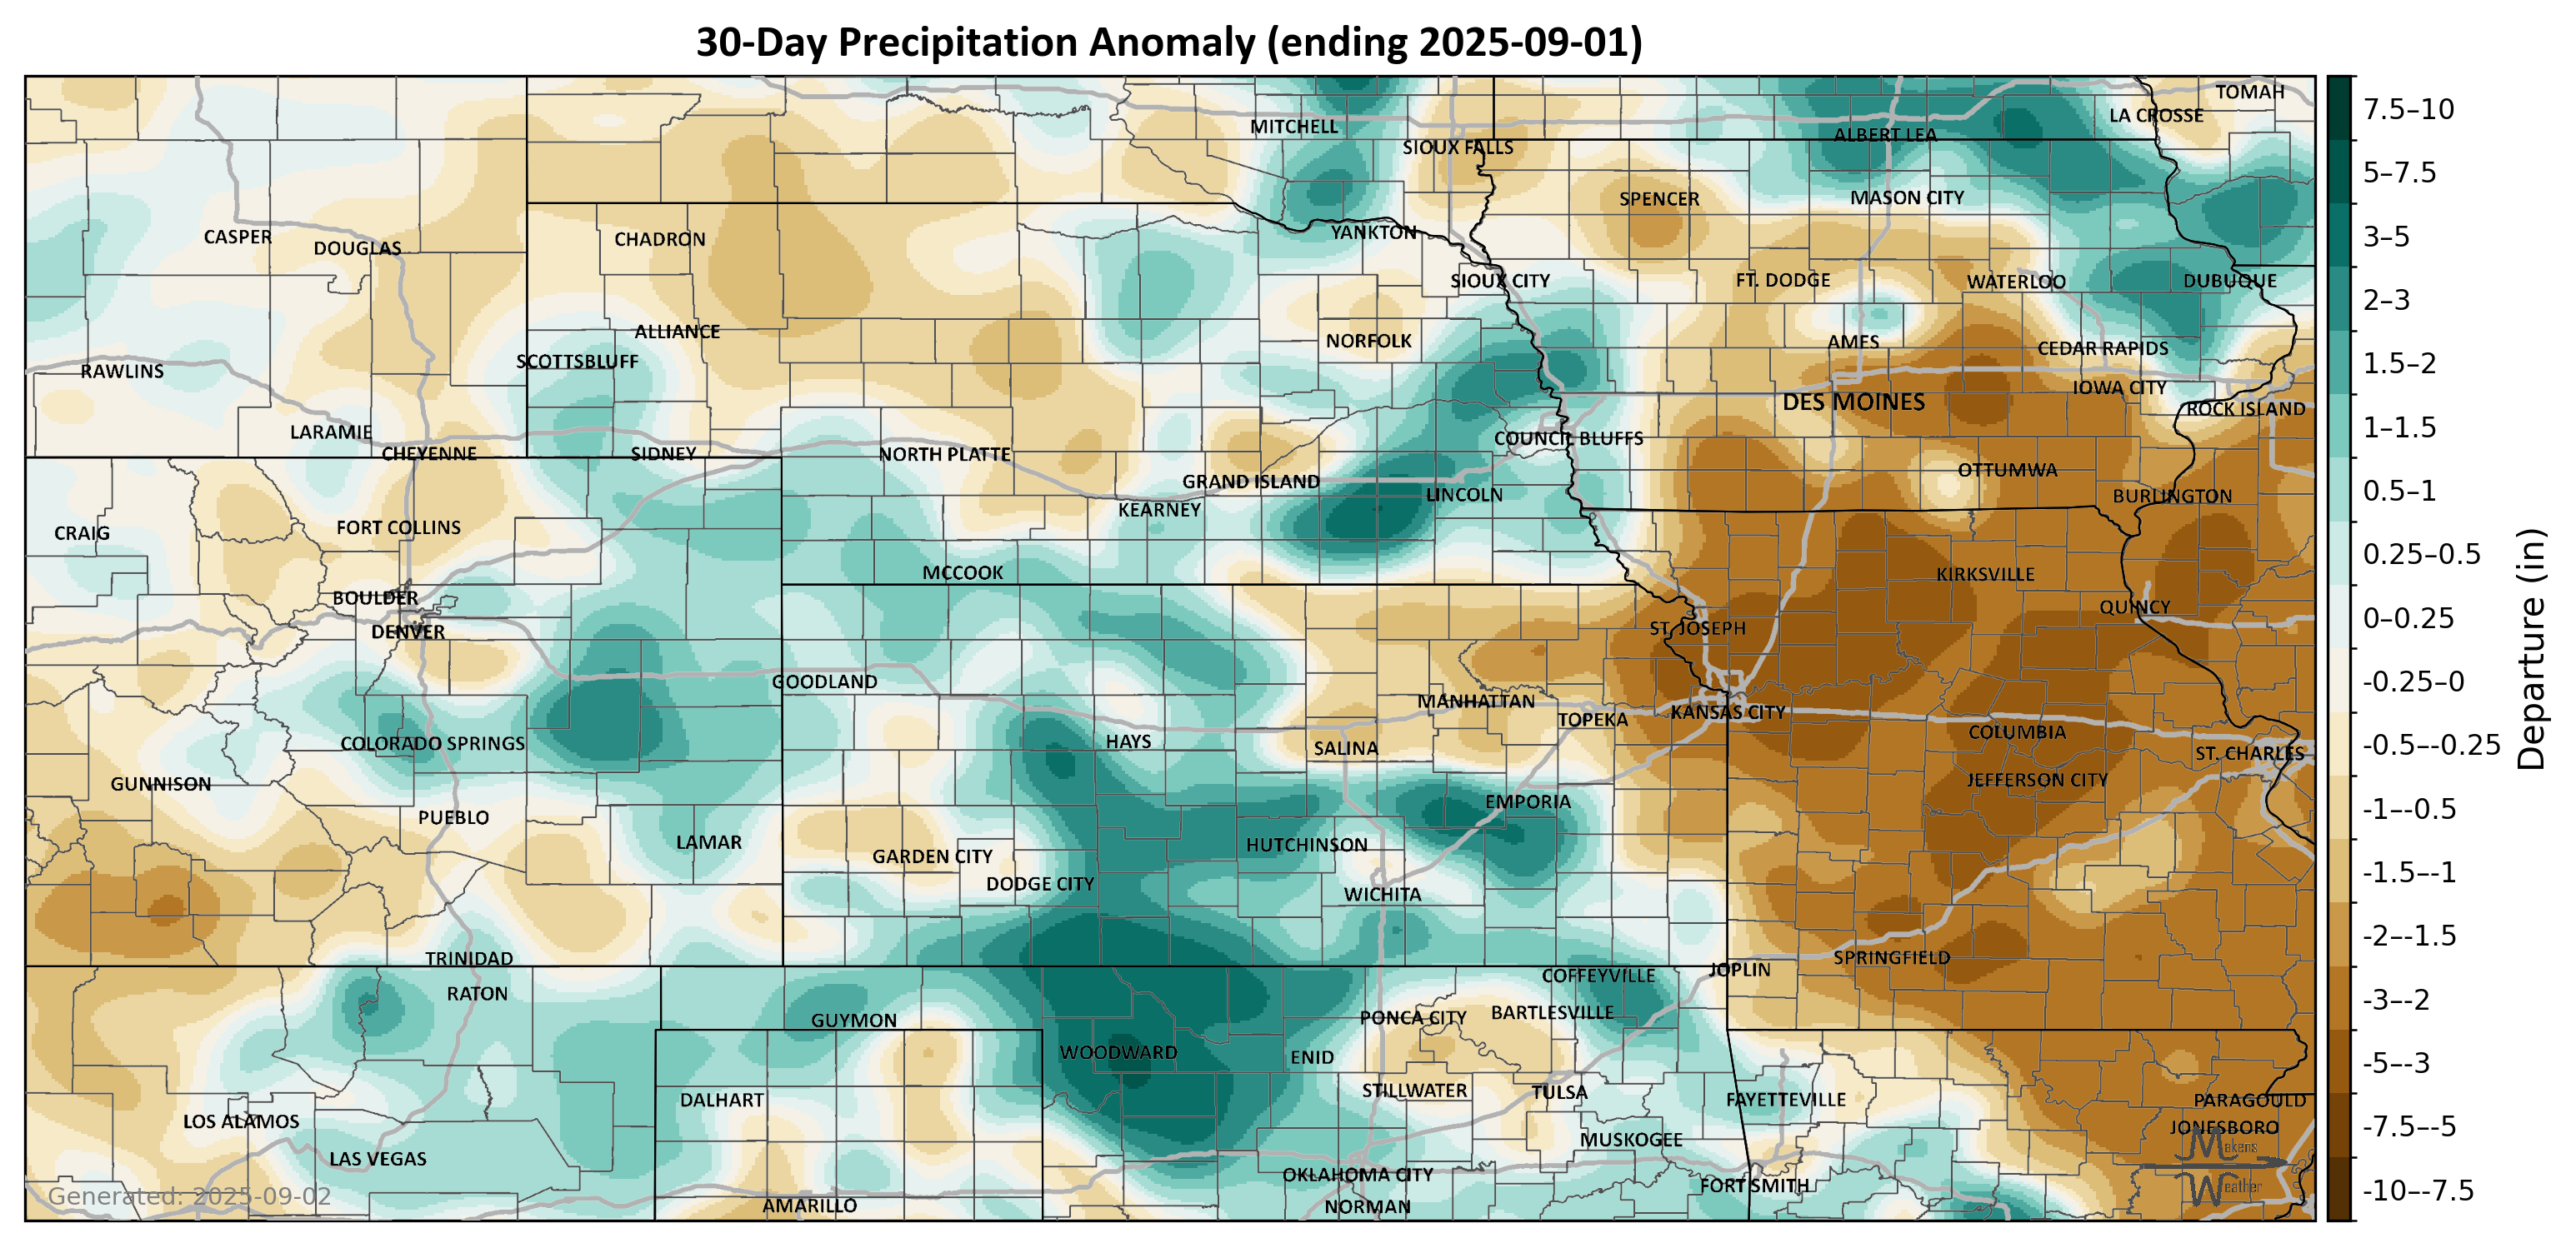 30-Day Precipitation Anomaly (ending 2025-09-01)
TOMAH
LA CROSSE
MITCHELL
ALBERT LEA
SIOUX FALLS
SPENCER
MASON CITY
YANKTON
CASPER
DOUGLAS
CHADRON
SIOUX CITY
FT. DODGE
WATERLOO
DUBUQUE
ALLIANCE
NORFOLK
AMES
CEDAR RAPIDS
SCOTTSBLUFF
RAWLINS
IOWA CITY
DES MOINES
ROCK ISLAND
LARAMIE
COUNCIL BLUFFS
CHEYENNE
SIDNEY
NORTH PLATTE
OTTUMWA
GRAND ISLAND
LINCOLN
BURLINGTON
KEARNEY
CRAIG
FORT COLLINS
MCCOOK
KIRKSVILLE
BOULDER
QUINCY
DENVER
ST. JOSEPH
GOODLAND
MANHATTAN
TOPEKA
KANSAS CITY
COLUMBIA
COLORADO SPRINGS
HAYS
SALINA
ST. CHARLES
GUNNISON
JEFFERSON CITY
EMPORIA
PUEBLO
LAMAR
HUTCHINSON
GARDEN CITY
DODGE CITY
WICHITA
TRINIDAD
SPRINGFIELD
JOPLIN
COFFEYVILLE
RATON
BARTLESVILLE
PONCA CITY
GUYMON
WOODWARD
ENID
STILLWATER
TULSA
DALHART
FAYETTEVILLE
PARAGOULD
LOS ALAMOS
JONESBORO
MUSKOGEE
LAS VEGAS
OKLAHOMA CITY
FORT SMITH
AMARILLO
NORMAN
Makens
Weather
Generated: 2025-09-02
7.5–10
5–7.5
3–5
2–3
1.5–2
1–1.5
0.5–1
0.25–0.5
0–0.25
-0.25–0
-0.5–-0.25
-1–-0.5
-1.5–-1
-2–-1.5
-3–-2
-5–-3
-7.5–-5
-10–-7.5
Departure (in)